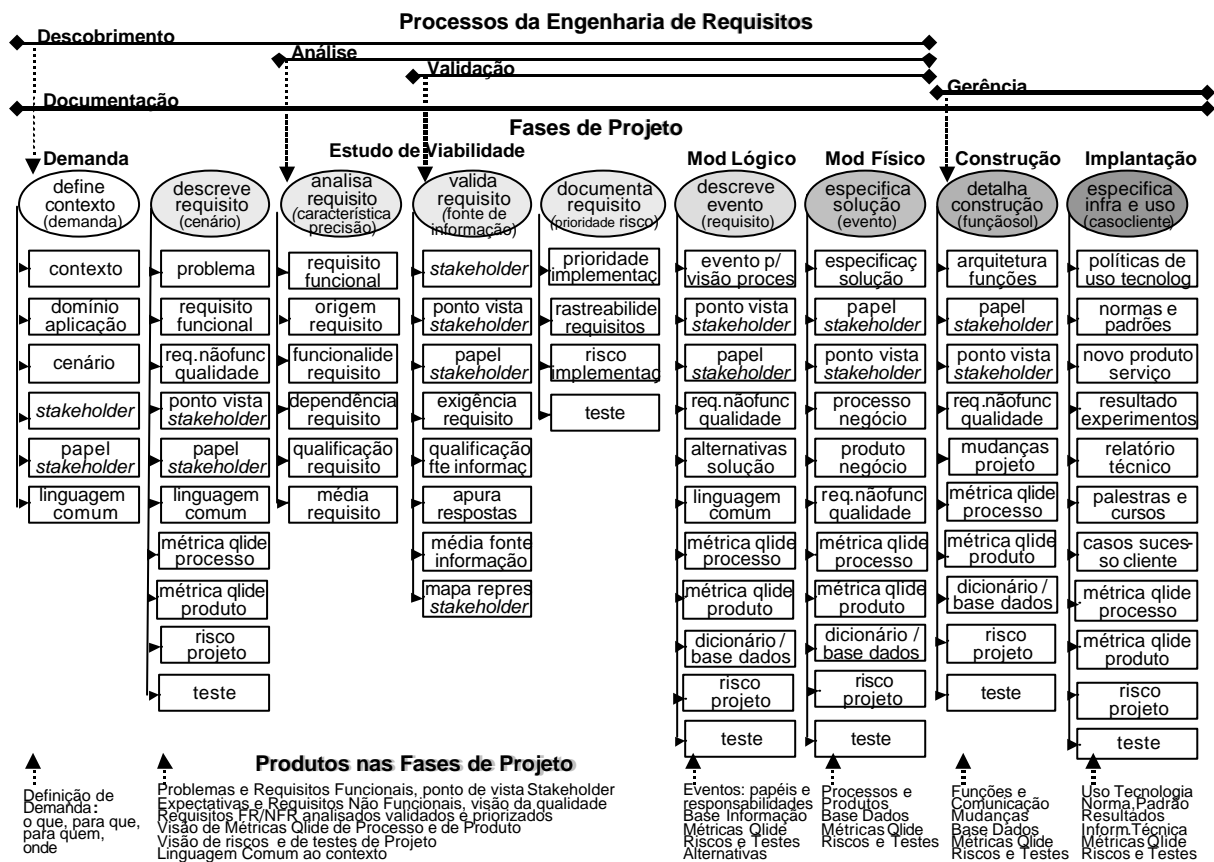 Processos da Engenharia de Requisitos
Descobrimento
Análise
Validação
Gerência
Documentação
Fases de Projeto
Demanda
Estudo de Viabilidade
Mod Lógico
Mod Físico
Construção
Implantação
define
contexto
(demanda)
contexto
domínio
aplicação
cenário
stakeholder
papel
stakeholder
linguagem
comum
descreve
requisito
(cenário)
problema
requisito
funcional
req.nãofunc
qualidade
ponto vista
stakeholder
papel
stakeholder
linguagem
comum
métrica qlide
processo
métrica qlide
produto
risco
projeto
teste
analisa
requisito
(característica
precisão)
requisito
funcional
origem
requisito
funcionalide
requisito
dependência
requisito
qualificação
requisito
média
requisito
valida
requisito
(fonte de
informação)
stakeholder
ponto vista
stakeholder
papel
stakeholder
exigência
requisito
qualificação
fte informaç
apura
respostas
média fonte
informação
mapa repres
stakeholder
documenta
requisito
(prioridade risco)
prioridade
implementaç
rastreabilide
requisitos
risco
implementaç
teste
descreve
evento
(requisito)
evento p/
visão proces
ponto vista
stakeholder
papel
stakeholder
req.nãofunc
qualidade
alternativas
solução
linguagem
comum
métrica qlide
processo
métrica qlide
produto
dicionário /
base dados
risco
projeto
teste
especifica
solução
(evento)
especificaç
solução
papel
stakeholder
ponto vista
stakeholder
processo
negócio
produto
negócio
req.nãofunc
qualidade
métrica qlide
processo
métrica qlide
produto
dicionário /
base dados
risco
projeto
teste
detalha
construção
(funçãosol)
arquitetura
funções
papel
stakeholder
ponto vista
stakeholder
req.nãofunc
qualidade
mudanças
projeto
métrica qlide
processo
métrica qlide
produto
dicionário /
base dados
risco
projeto
teste
especifica
infra e uso
(casocliente)
políticas de
uso tecnolog
normas e
padrões
novo produto
serviço
resultado
experimentos
relatório
técnico
palestras e
cursos
casos suces-
so cliente
métrica qlide
processo
métrica qlide
produto
risco
projeto
teste
Produtos nas Fases de Projeto
Definição de
Demanda:
o que, para que,
para quem,
onde
Problemas e Requisitos Funcionais, ponto de vista Stakeholder
Expectativas e Requisitos Não Funcionais, visão da qualidade
Requisitos FR/NFR analisados validados e priorizados
Visão de Métricas Qlide de Processo e de Produto
Visão de riscos e de testes de Projeto
Linguagem Comum ao contexto
Eventos: papéis e
responsabilidades
Base Informação
Métricas Qlide
Riscos e Testes
Alternativas
Processos e
Produtos
Base Dados
Métricas Qlide
Riscos e Testes
Funções e
Comunicação
Mudanças
Base Dados
Métricas Qlide
Riscos e Testes
Uso Tecnologia
Norma Padrão
Resultados
Inform.Técnica
Métricas Qlide
Riscos e Testes